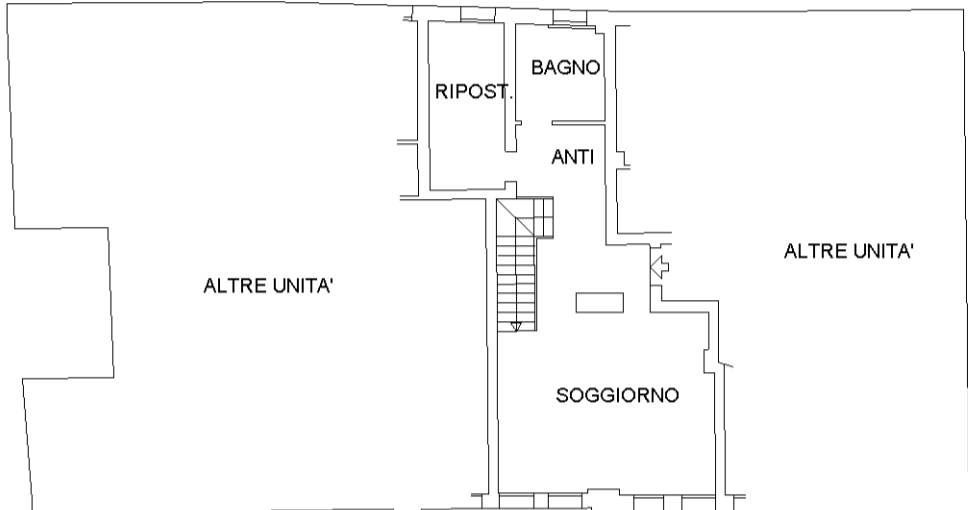 BAGNO
RIPOST.
ANTI
ALTRE UNITA'
ALTRE UNITA'
SOGGIORNO